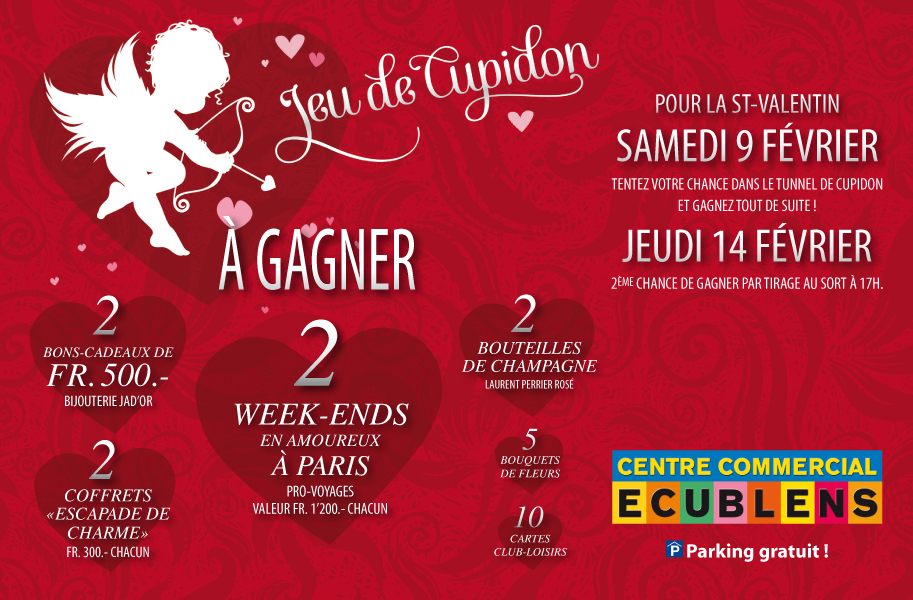 Jeu de Cupidon
POUR LA ST-VALENTIN
SAMEDI 9 FÉVRIER
TENTEZ VOTRE CHANCE DANS LE TUNNEL DE CUPIDON
ET GAGNEZ TOUT DE SUITE !
JEUDI 14 FÉVRIER
2ÈME CHANCE DE GAGNER PAR TIRAGE AU SORT À 17H.
À GAGNER
2
BONS-CADEAUX DE
FR. 500.-
BIJOUTERIE JAD'OR
2
COFFRETS
«ESCAPADE DE
CHARME»
FR. 300.- CHACUN
2
WEEK-ENDS
EN AMOUREUX
À PARIS
PRO-VOYAGES
VALEUR FR. 1'200.- CHACUN
2
BOUTEILLES
DE CHAMPAGNE
LAURENT PERRIER ROSÉ
5
BOUQUETS
DE FLEURS
10
CARTES
CLUB-LOISIRS
CENTRE COMMERCIAL
ECUBLENS
P Parking gratuit !